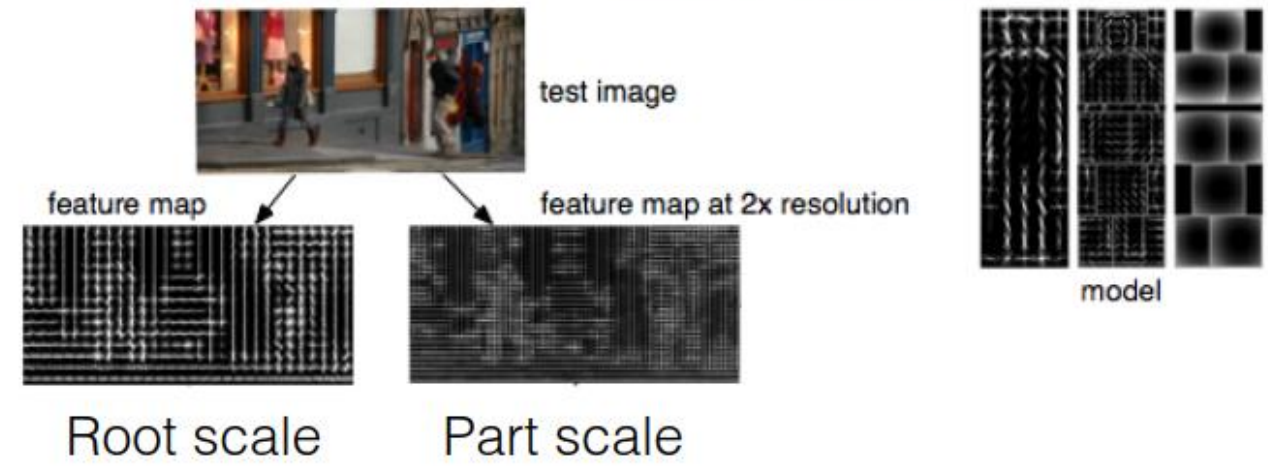 test image
feature map
feature map at 2x resolution
model
Root scale
Part scale